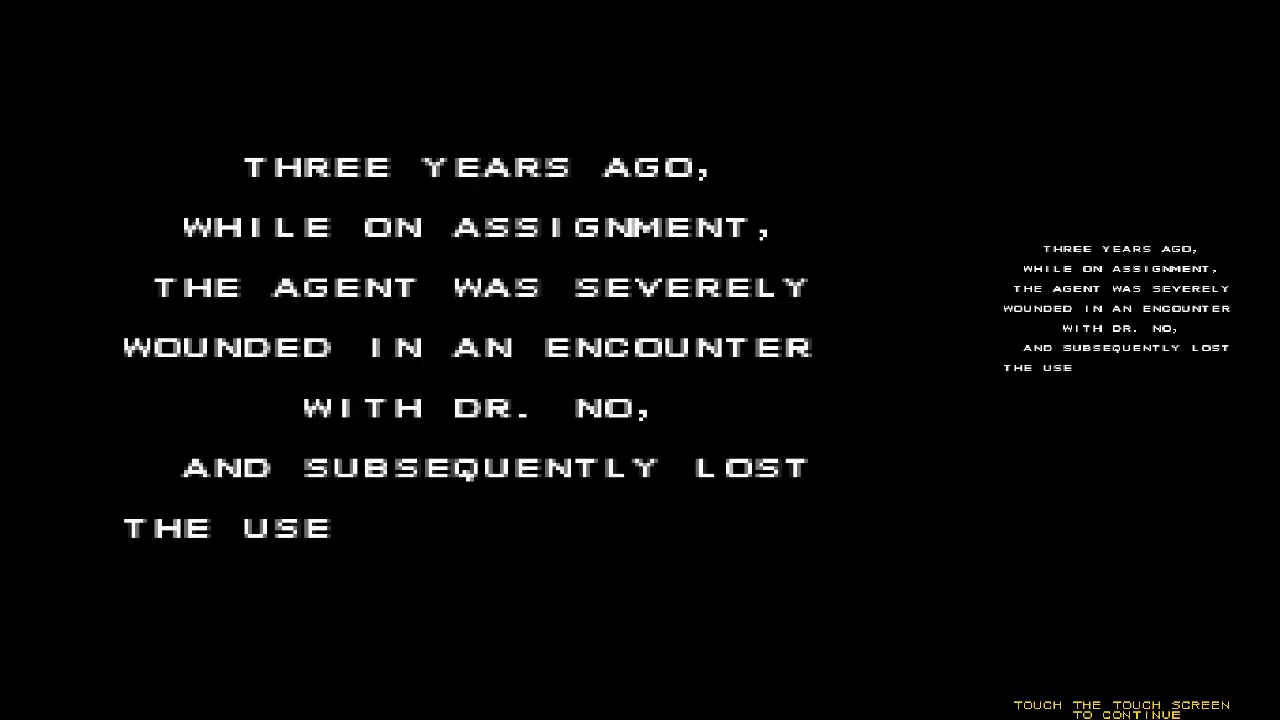 THREE YEARS AGO,
WHILE ON ASSIGNMENT,
THE AGENT WAS SEVERELY
WOUNDED IN AN ENCOUNTER
WITH DR. NO,
AND SUBSEQUENTLY LOST
THE USE
THREE YEARS AGO,
WHILE ON ASSIGNMENT,
THE AGENT WAS SEVERELY
WOUNDED IN AN ENCOUNTER
WITH DR. NO,
AND SUBSEQUENTLY LOST
THE USE
TOUCH THE TOUCH SCREEN
TO CONTINUE